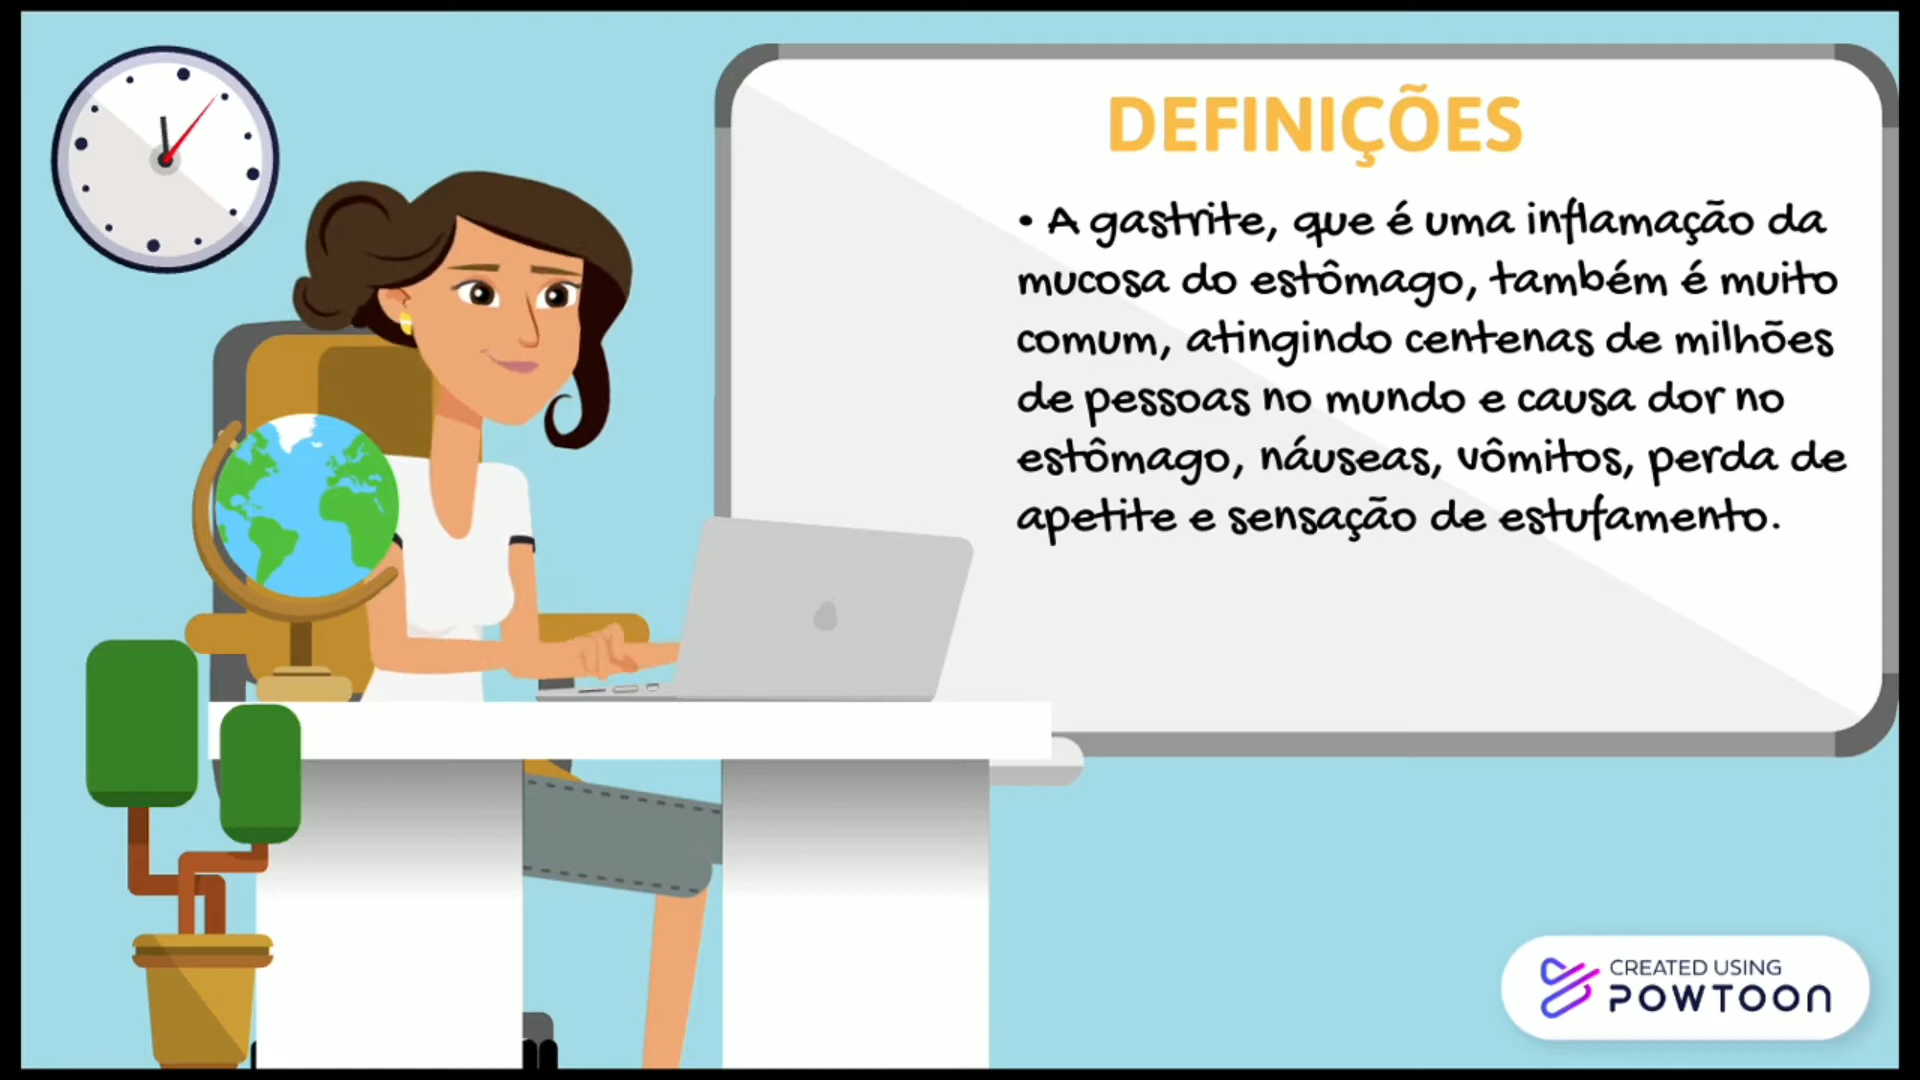 DEFINIÇÕES
• A gastrite, que é uma inflamação da
mucosa do estômago, também é muito
comum, atingindo centenas de milhões
de pessoas no mundo e causa dor no
estômago, náuseas, vômitos, perda de
apetite e sensação de estufamento.
CREATED USING
POWTOON